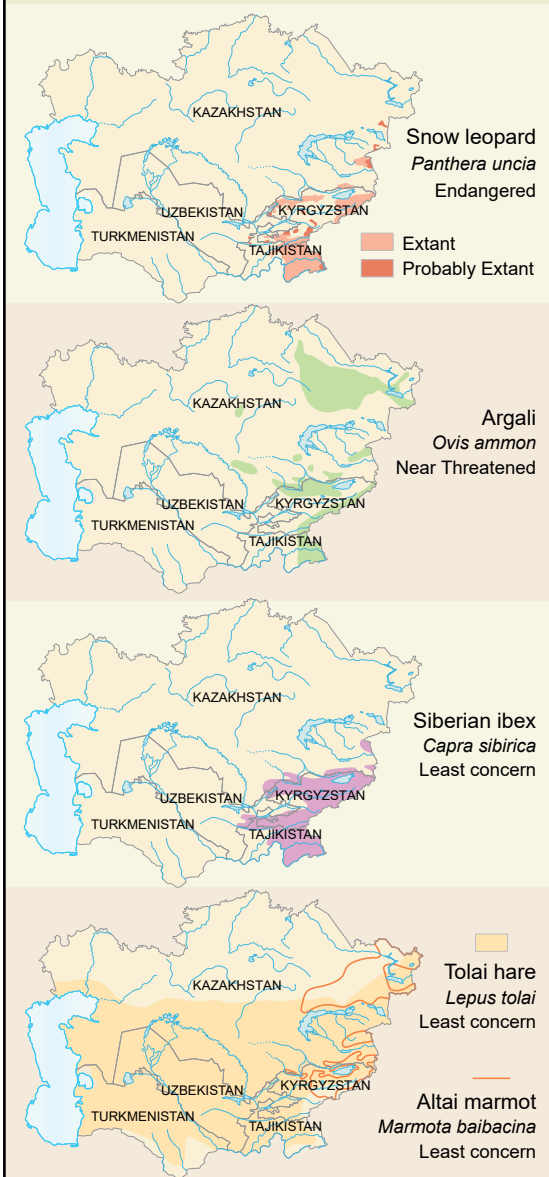 KAZAKHSTAN
UZBEKISTAN
KYRGYZSTAN
TURKMENISTAN
TAJIKISTAN
Snow leopard
Panthera uncia
Endangered
Extant
Probably Extant
KAZAKHSTAN
UZBEKISTAN
KYRGYZSTAN
TURKMENISTAN
TAJIKISTAN
Argali
Ovis ammon
Near Threatened
KAZAKHSTAN
UZBEKISTAN
KYRGYZSTAN
TURKMENISTAN
TAJIKISTAN
Siberian ibex
Capra sibirica
Least concern
KAZAKHSTAN
UZBEKISTAN
KYRGYZSTAN
TURKMENISTAN
TAJIKISTAN
Tolai hare
Lepus tolai
Least concern
Altai marmot
Marmota baibacina
Least concern